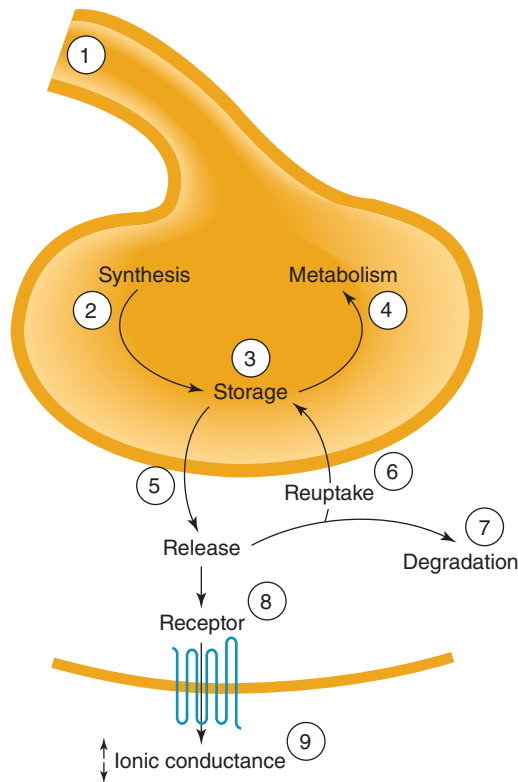 1
Synthesis
Metabolism
2
4
3
Storage
5
6
Reuptake
7
Release
Degradation
8
Receptor
9
Ionic conductance